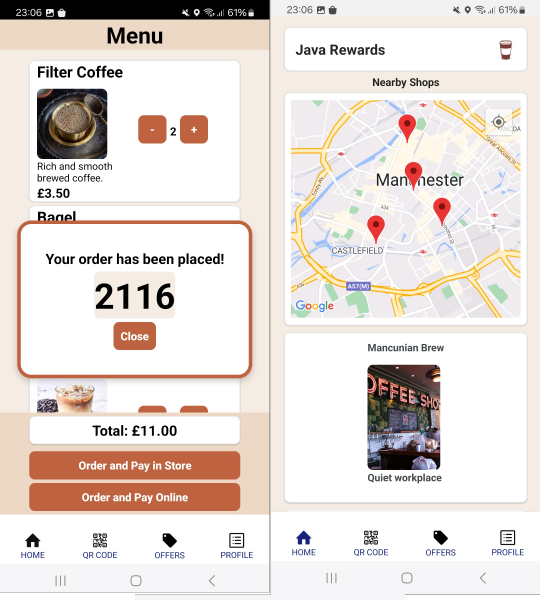 23:06
61%
Menu
Filter Coffee
- 2 +
Rich and smooth
brewed coffee.
£3.50
Bagel
Your order has been placed!
2116
Close
Total: £11.00
Order and Pay in Store
Order and Pay Online
HOME QR CODE OFFERS PROFILE
23:06
61%
Java Rewards
Nearby Shops
Manchester
CASTLEFIELD
A57(M)
Google
Mancunian Brew
COFFEE SHO
Quiet workplace
HOME QR CODE OFFERS PROFILE